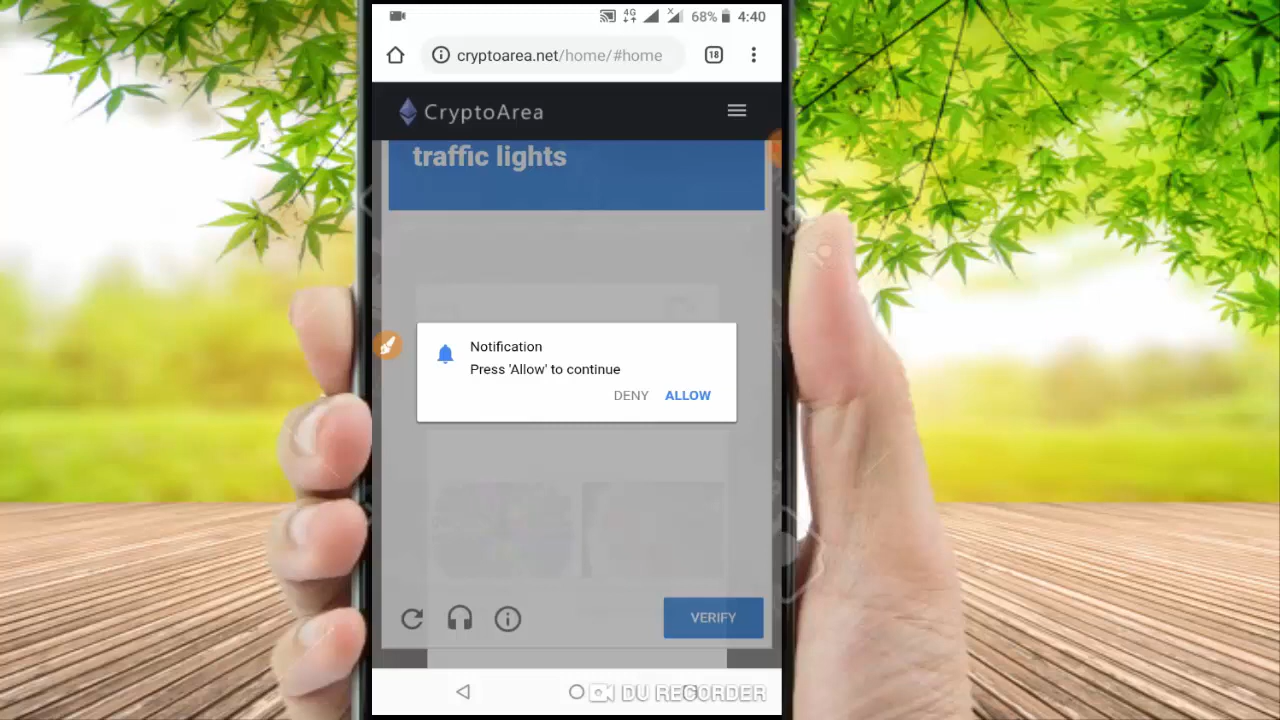 4G 68% 4:40
cryptoarea.net/home/#home 18
CryptoArea
traffic lights
Notification
Press 'Allow' to continue
DENY ALLOW
VERIFY
DU RECORDER